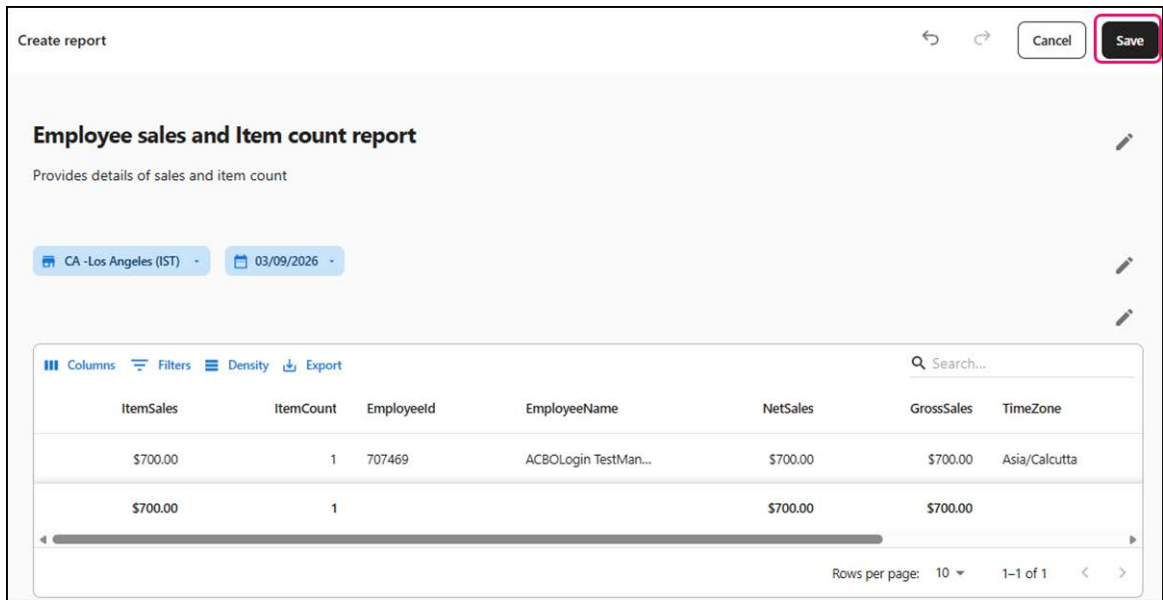 Create report Cancel Save
Employee sales and Item count report
Provides details of sales and item count
CA -Los Angeles (IST) 03/09/2026
Columns Filters Density Export Search...
ItemSales ItemCount EmployeeId EmployeeName NetSales GrossSales TimeZone
$700.00 1 707469 ACBOLogin TestMan... $700.00 $700.00 Asia/Calcutta
$700.00 1 $700.00 $700.00
Rows per page: 10 1–1 of 1